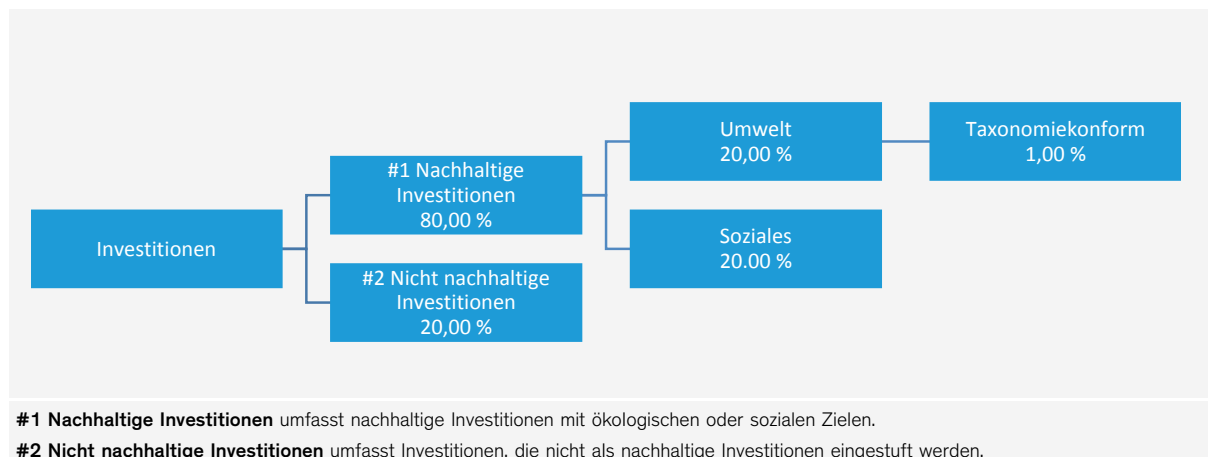 Umwelt
20,00 %
Taxonomiekonform
1,00 %
#1 Nachhaltige
Investitionen
80,00 %
Investitionen
Soziales
20.00 %
#2 Nicht nachhaltige
Investitionen
20,00 %
#1 Nachhaltige Investitionen umfasst nachhaltige Investitionen mit ökologischen oder sozialen Zielen.
#2 Nicht nachhaltige Investitionen umfasst Investitionen, die nicht als nachhaltige Investitionen eingestuft werden.